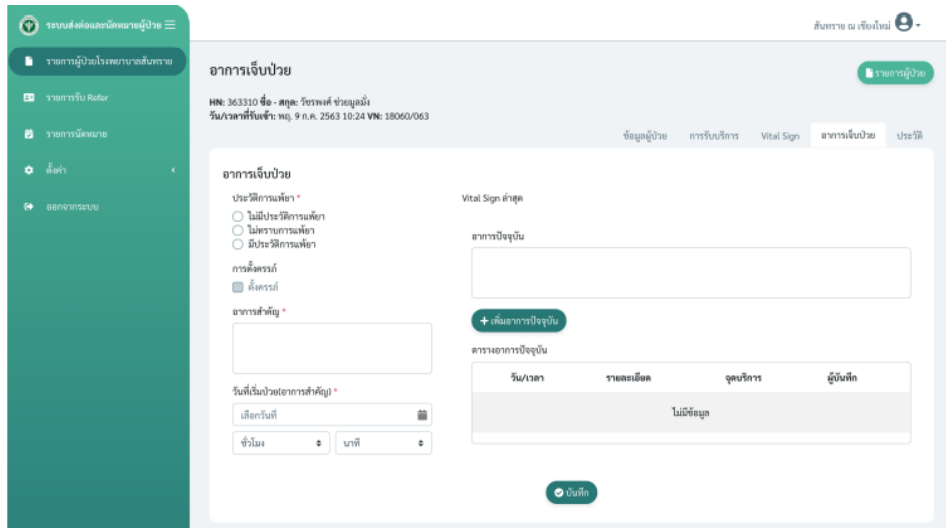 ระบบส่งต่อและนัดหมายผู้ป่วย
สันทราย ณ เชียงใหม่
รายการผู้ป่วยโรงพยาบาลสันทราย
รายการรับ Refer
รายการนัดหมาย
ตั้งค่า
ออกจากระบบ
อาการเจ็บป่วย
รายการผู้ป่วย
HN: 363310 ชื่อ - สกุล: วัชรพงศ์ ช่วยมูลมั่ง
วัน/เวลาที่รับเข้า: พฤ. 9 ก.ค. 2563 10:24 VN: 18060/063
ข้อมูลผู้ป่วย การรับบริการ Vital Sign อาการเจ็บป่วย ประวัติ
อาการเจ็บป่วย
ประวัติการแพ้ยา *
ไม่มีประวัติการแพ้ยา
ไม่ทราบการแพ้ยา
มีประวัติการแพ้ยา
การตั้งครรภ์
ตั้งครรภ์
อาการสำคัญ *
วันที่เริ่มป่วย(อาการสำคัญ) *
เลือกวันที่
ชั่วโมง นาที
Vital Sign ล่าสุด
อาการปัจจุบัน
เพิ่มอาการปัจจุบัน
ตารางอาการปัจจุบัน
วัน/เวลา รายละเอียด จุดบริการ ผู้บันทึก
ไม่มีข้อมูล
บันทึก